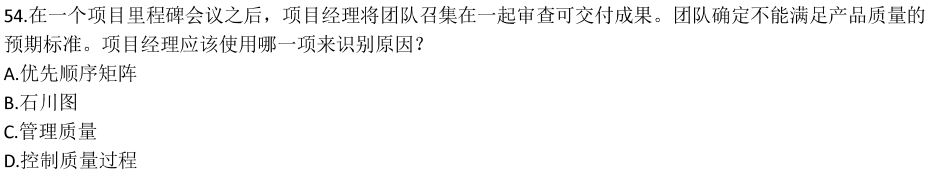 54.在一个项目里程碑会议之后，项目经理将团队召集在一起审查可交付成果。团队确定不能满足产品质量的
预期标准。项目经理应该使用哪一项来识别原因？
A.优先顺序矩阵
B.石川图
C.管理质量
D.控制质量过程